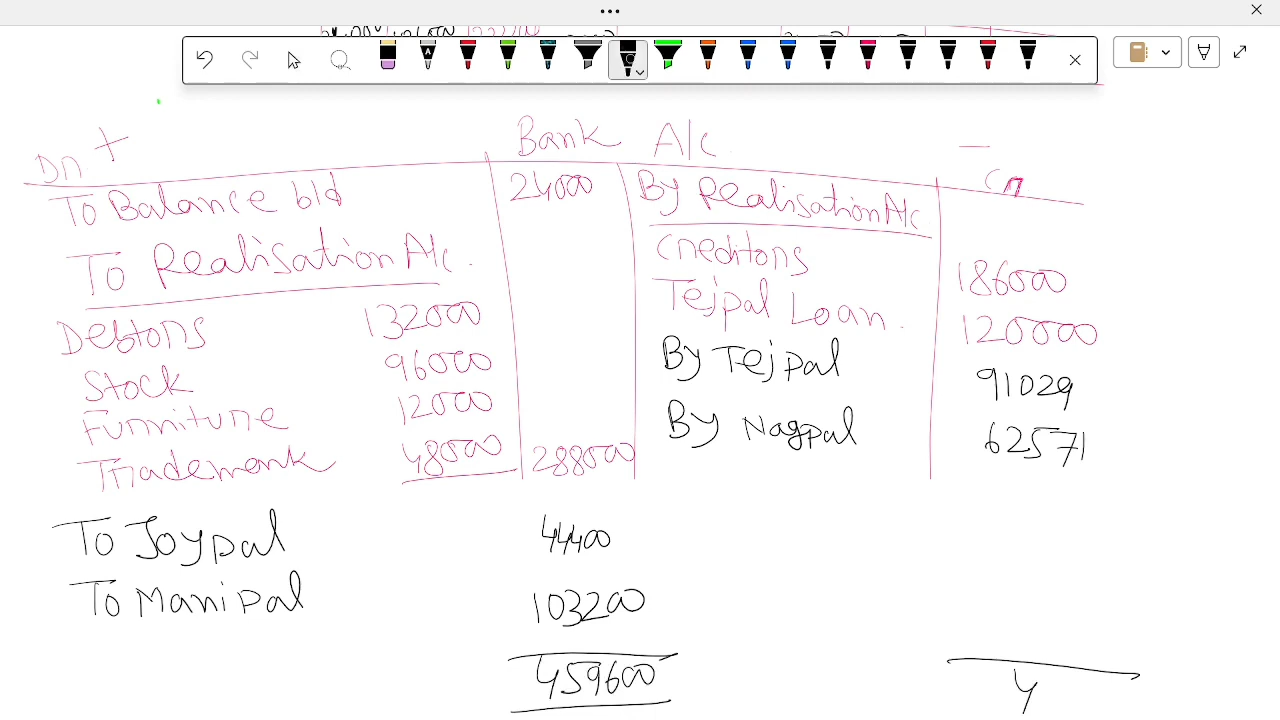 Bank A/c
Dr + − Cr
To Balance b/d 24000 By Realisation A/c
To Realisation A/c. Creditors 186000
Debtors 132000 Tejpal Loan. 120000
Stock 96000 By Tejpal 91029
Furniture 12000 By Nagpal 62571
Trademark 48000 288000
To Joypal 44400
To Manipal 103200
459600 4